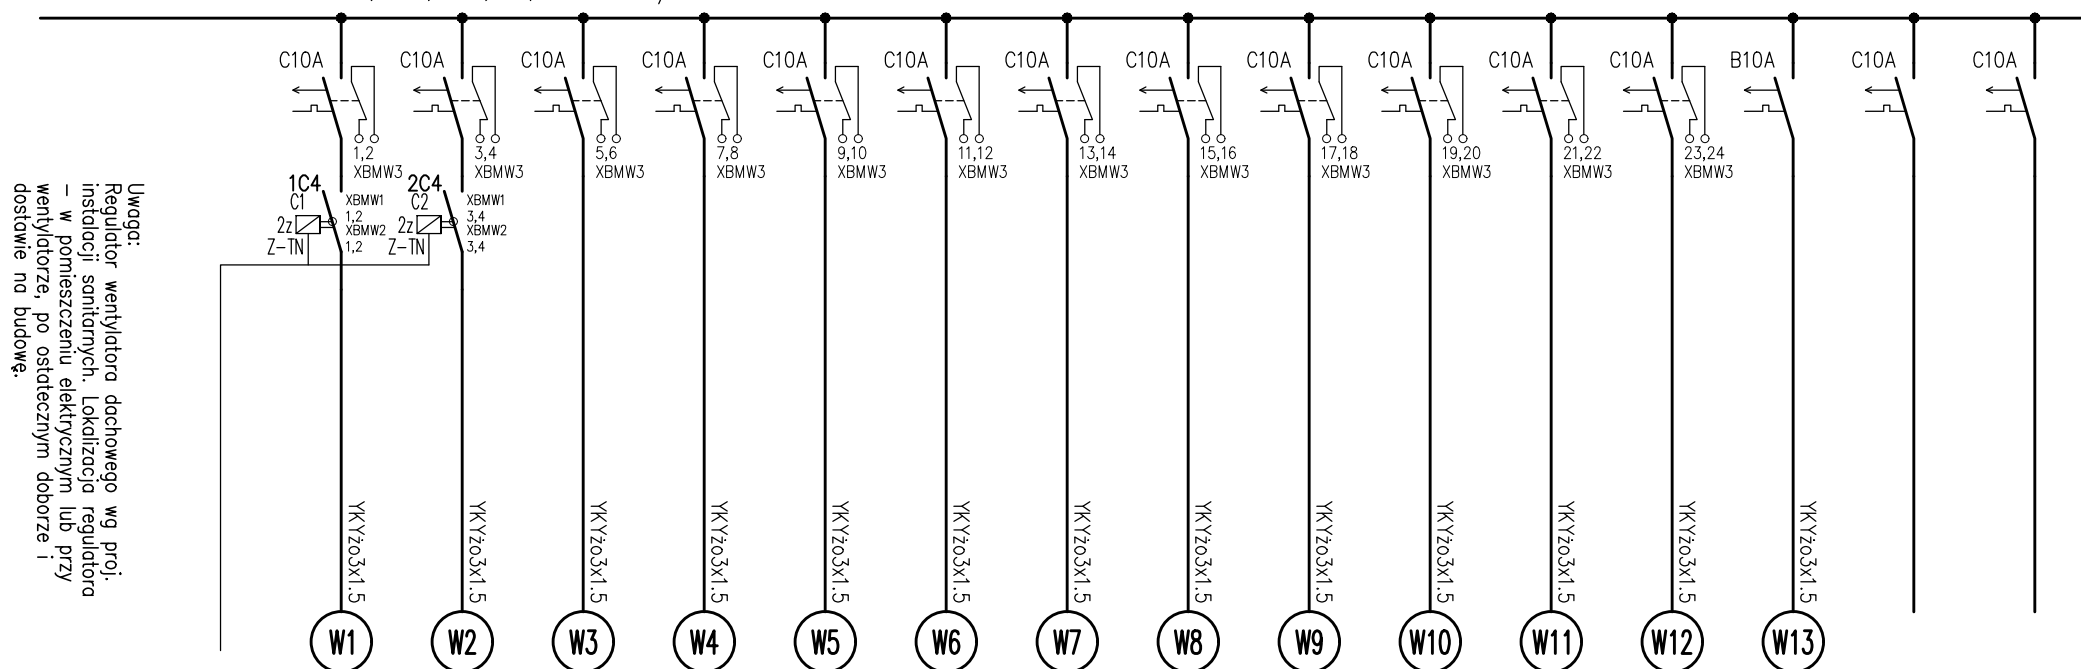 C10A C10A C10A C10A C10A C10A C10A C10A C10A C10A C10A C10A B10A C10A C10A
1,2 3,4 5,6 7,8 9,10 11,12 13,14 15,16 17,18 19,20 21,22 23,24
XBMW3 XBMW3 XBMW3 XBMW3 XBMW3 XBMW3 XBMW3 XBMW3 XBMW3 XBMW3 XBMW3 XBMW3
1C4
C1
2z
Z-TN
XBMW1
1,2
XBMW2
1,2
2C4
C2
2z
Z-TN
XBMW1
3,4
XBMW2
3,4
Uwaga:
Regulator wentylatora dachowego wg proj.
instalacji sanitarnych. Lokalizacja regulatora
– w pomieszczeniu elektrycznym lub przy
wentylatorze, po ostatecznym doborze i
dostawie na budowę.
YKYżo3x1.5 YKYżo3x1.5 YKYżo3x1.5 YKYżo3x1.5 YKYżo3x1.5 YKYżo3x1.5 YKYżo3x1.5 YKYżo3x1.5 YKYżo3x1.5 YKYżo3x1.5 YKYżo3x1.5 YKYżo3x1.5 YKYżo3x1.5
W1 W2 W3 W4 W5 W6 W7 W8 W9 W10 W11 W12 W13